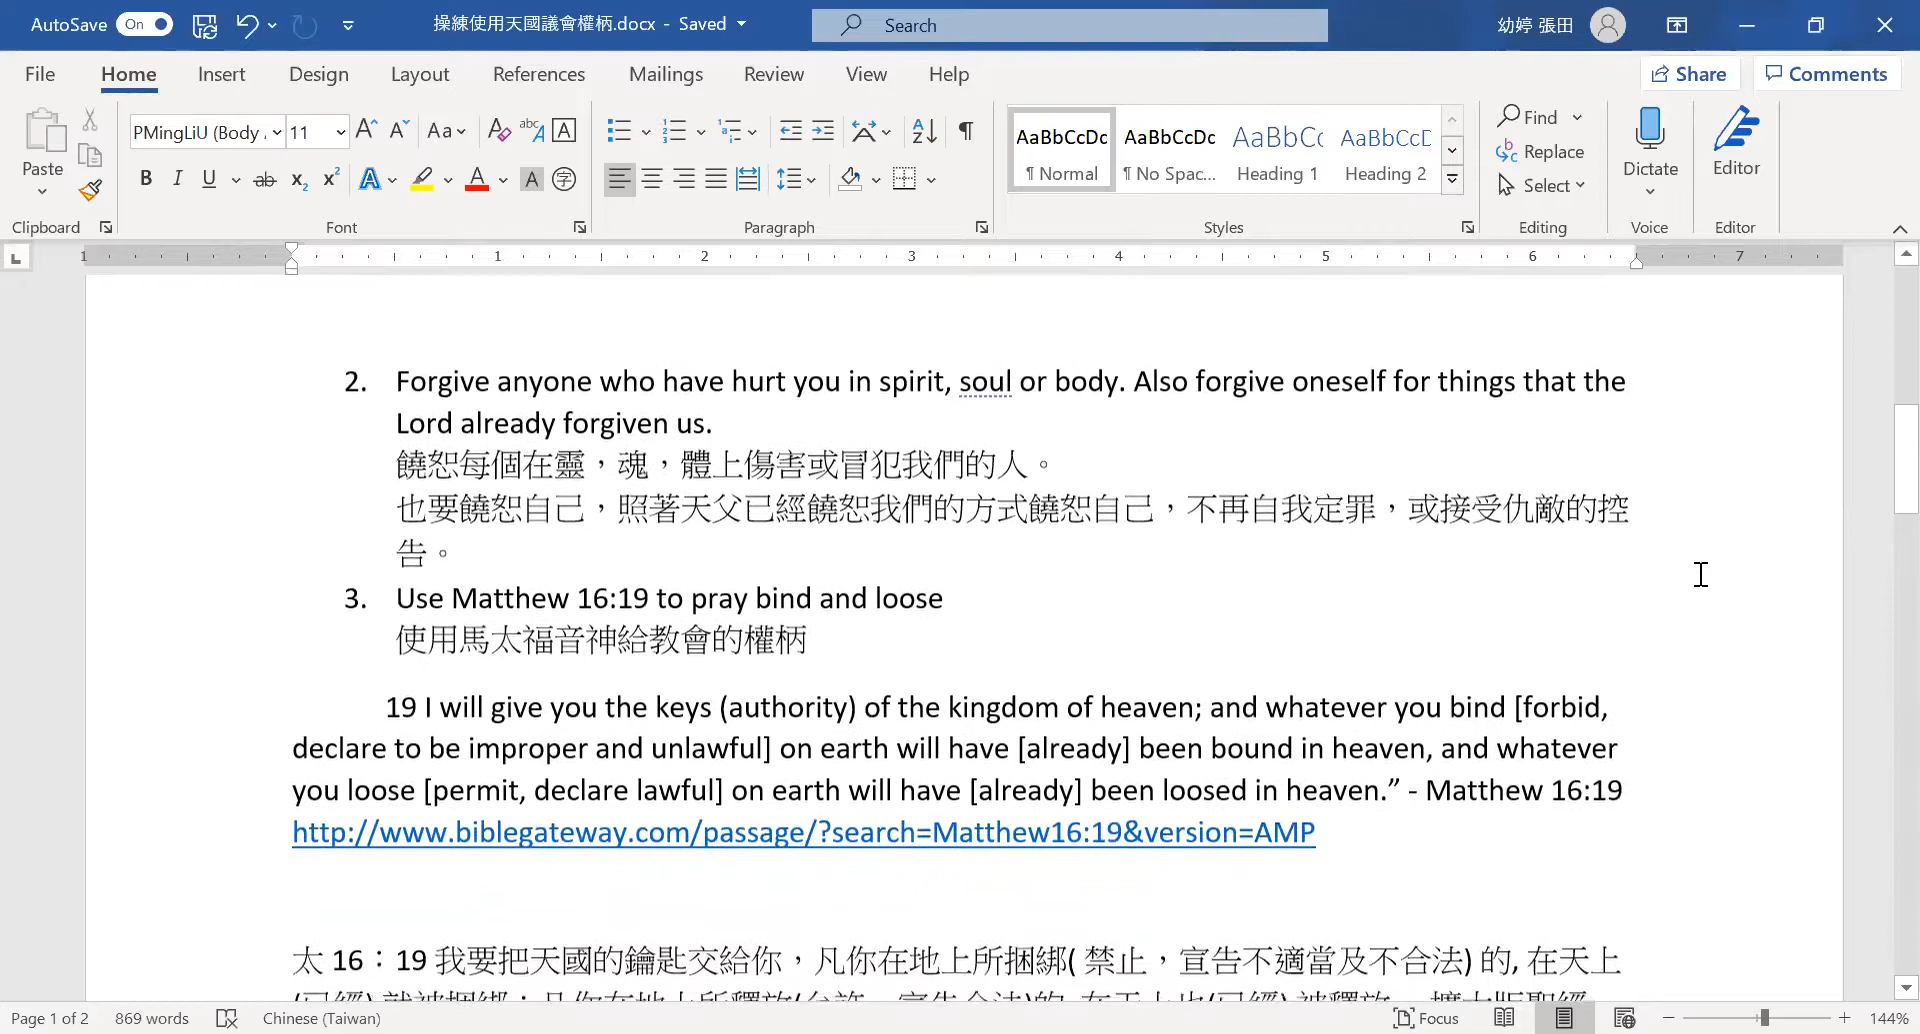 AutoSave On 操練使用天國議會權柄.docx - Saved Search 幼婷 張田
File Home Insert Design Layout References Mailings Review View Help Share Comments
PMingLiU (Body . 11 Aa A
Paste
B I U ab x2 x2 A A A 字
AaBbCcDc AaBbCcDc AaBbCc AaBbCcD
¶ Normal ¶ No Spac... Heading 1 Heading 2
Find
Replace
Select
Dictate
Editor
Clipboard Font Paragraph Styles Editing Voice Editor
1 1 2 3 4 5 6 7
2. Forgive anyone who have hurt you in spirit, soul or body. Also forgive oneself for things that the
Lord already forgiven us.
饒恕每個在靈，魂，體上傷害或冒犯我們的人。
也要饒恕自己，照著天父已經饒恕我們的方式饒恕自己，不再自我定罪，或接受仇敵的控
告。
3. Use Matthew 16:19 to pray bind and loose
使用馬太福音神給教會的權柄
19 I will give you the keys (authority) of the kingdom of heaven; and whatever you bind [forbid,
declare to be improper and unlawful] on earth will have [already] been bound in heaven, and whatever
you loose [permit, declare lawful] on earth will have [already] been loosed in heaven.” - Matthew 16:19
http://www.biblegateway.com/passage/?search=Matthew16:19&version=AMP
太 16：19 我要把天國的鑰匙交給你，凡你在地上所捆綁( 禁止，宣告不適當及不合法) 的, 在天上
Page 1 of 2 869 words Chinese (Taiwan) Focus 144%